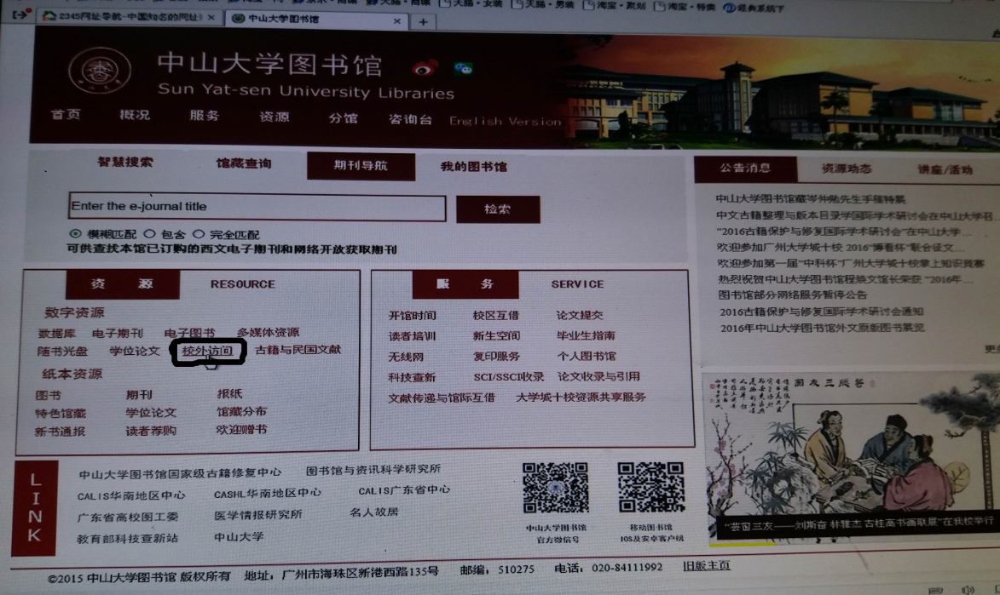 2345网址导航-中国知名的网址
中山大学图书馆
天猫·女装
天猫·男装
淘宝·聚划
淘宝·特卖
经典系统下
中山大学图书馆
Sun Yat-sen University Libraries
首页 概况 服务 资源 分馆 咨询台 English Version
智慧搜索 馆藏查询 期刊导航 我的图书馆
Enter the e-journal title
检索
模糊匹配 包含 完全匹配
可供查找本馆已订购的西文电子期刊和网络开放获取期刊
公告消息 资源动态 讲座/活动
中山大学图书馆藏岑仲勉先生手稿特展
中文古籍整理与版本目录学国际学术研讨会在中山大学召
“2016古籍保护与修复国际学术研讨会”在中山大学...
欢迎参加广州大学城十校 2016“博看杯”联合征文...
欢迎参加第一届“中科杯”广州大学城十校掌上知识竞赛
热烈祝贺中山大学图书馆程焕文馆长荣获 “2016年...
图书馆部分网络服务暂停公告
2016古籍保护与修复国际学术研讨会通知
2016年中山大学图书馆外文原版图书展览
资 源 RESOURCE
数字资源
数据库 电子期刊 电子图书 多媒体资源
随书光盘 学位论文 校外访问 古籍与民国文献
纸本资源
图书 期刊 报纸
特色馆藏 学位论文 馆藏分布
新书通报 读者荐购 欢迎赠书
服 务 SERVICE
开馆时间 校区互借 论文提交
读者培训 新生空间 毕业生指南
无线网 复印服务 个人图书馆
科技查新 SCI/SSCI收录 论文收录与引用
文献传递与馆际互借 大学城十校资源共享服务
“芸窗三友——刘斯奋 林雅杰 古桂高书画联展”在我校举行
LINK
中山大学图书馆国家级古籍修复中心 图书馆与资讯科学研究所
CALIS华南地区中心 CASHL华南地区中心 CALIS广东省中心
广东省高校图工委 医学情报研究所 名人故居
教育部科技查新站 中山大学
中山大学图书馆
官方微信号
移动图书馆
IOS及安卓客户端
©2015 中山大学图书馆 版权所有 地址：广州市海珠区新港西路135号 邮编：510275 电话：020-84111992 旧版主页